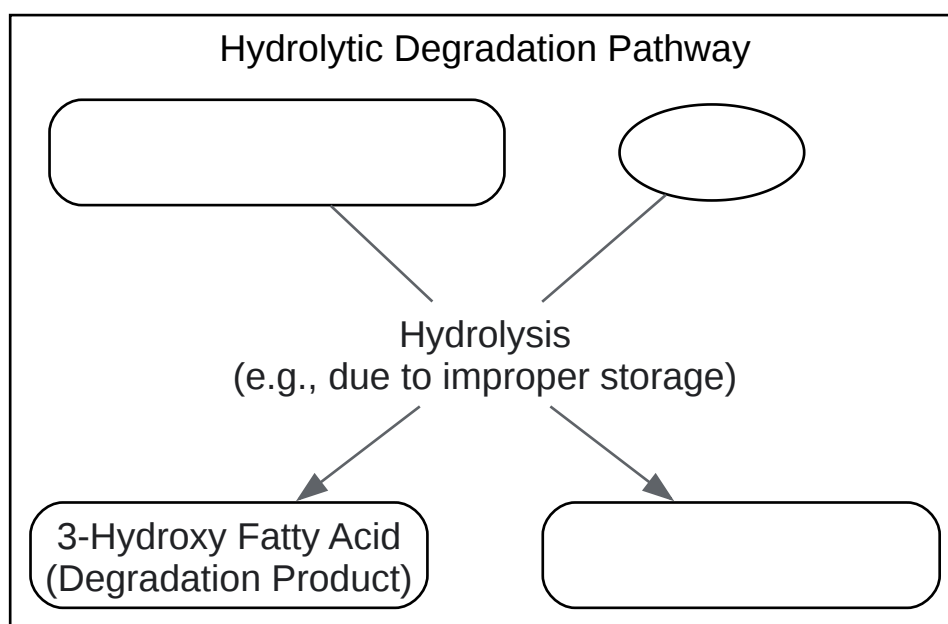 Hydrolytic Degradation Pathway
Hydrolysis
(e.g., due to improper storage)
3-Hydroxy Fatty Acid
(Degradation Product)